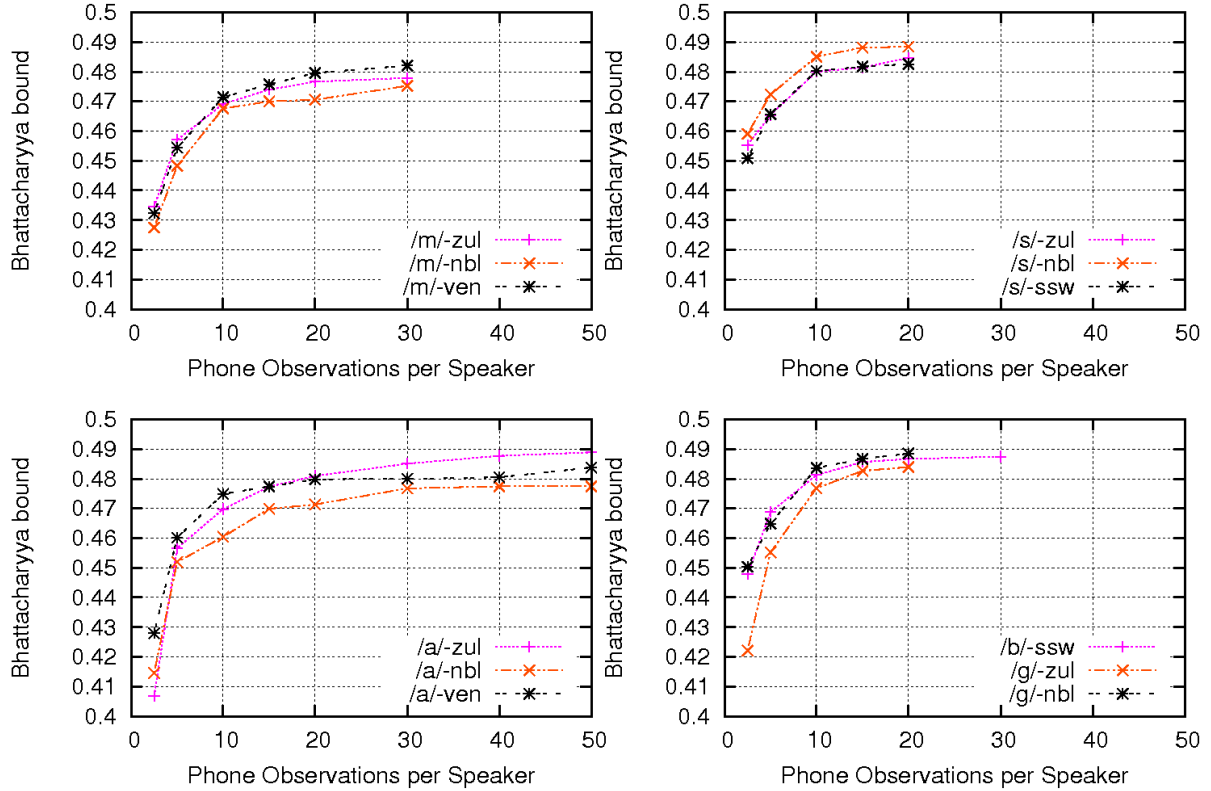 Bhattacharyya bound
0.5
0.49
0.48
0.47
0.46
0.45
0.44
0.43
0.42
0.41
0.4
/m/-zul
/m/-nbl
/m/-ven
0 10 20 30 40 50
Phone Observations per Speaker
Bhattacharyya bound
0.5
0.49
0.48
0.47
0.46
0.45
0.44
0.43
0.42
0.41
0.4
/s/-zul
/s/-nbl
/s/-ssw
0 10 20 30 40 50
Phone Observations per Speaker
Bhattacharyya bound
0.5
0.49
0.48
0.47
0.46
0.45
0.44
0.43
0.42
0.41
0.4
/a/-zul
/a/-nbl
/a/-ven
0 10 20 30 40 50
Phone Observations per Speaker
Bhattacharyya bound
0.5
0.49
0.48
0.47
0.46
0.45
0.44
0.43
0.42
0.41
0.4
/b/-ssw
/g/-zul
/g/-nbl
0 10 20 30 40 50
Phone Observations per Speaker